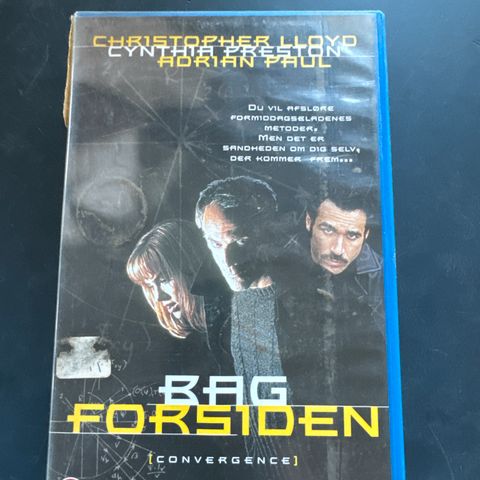 CHRISTOPHER LLOYD
CYNTHIA PRESTON
ADRIAN PAUL
DU VIL AFSLØRE
FORMIDDAGSBLADENES
METODER.
MEN DET ER
SANDHEDEN OM DIG SELV,
DER KOMMER FREM...
BAG
FORSIDEN
[CONVERGENCE]